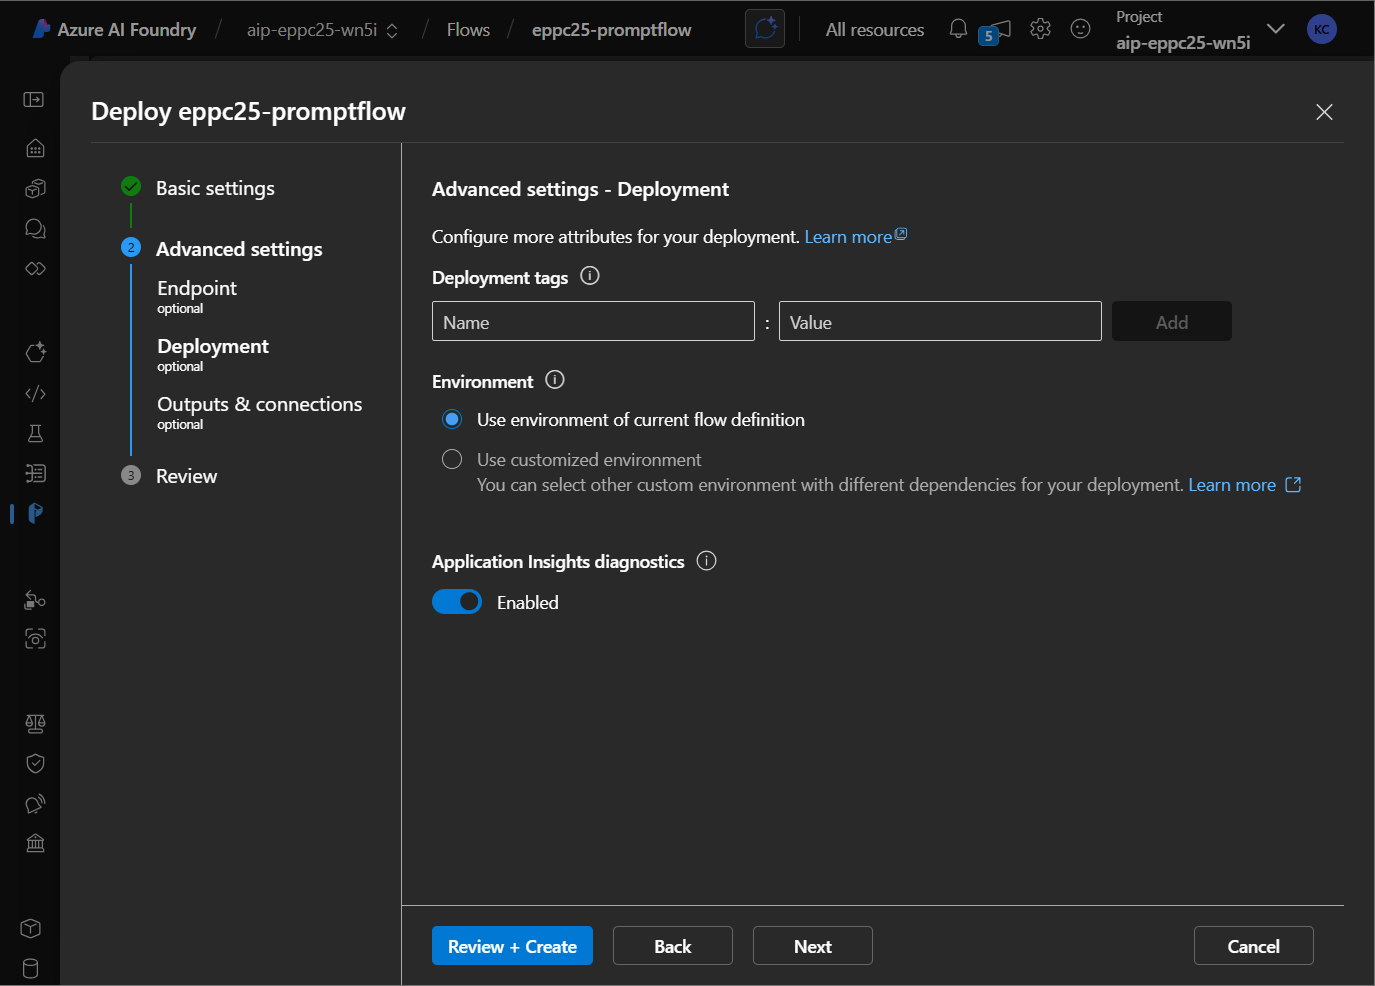 Azure AI Foundry / aip-eppc25-wn5i / Flows / eppc25-promptflow
All resources
5
Project
aip-eppc25-wn5i
KC
Deploy eppc25-promptflow
Basic settings
2 Advanced settings
Endpoint
optional
Deployment
optional
Outputs & connections
optional
3 Review
Advanced settings - Deployment
Configure more attributes for your deployment. Learn more
Deployment tags
Name : Value Add
Environment
Use environment of current flow definition
Use customized environment
You can select other custom environment with different dependencies for your deployment. Learn more
Application Insights diagnostics
Enabled
Review + Create Back Next Cancel